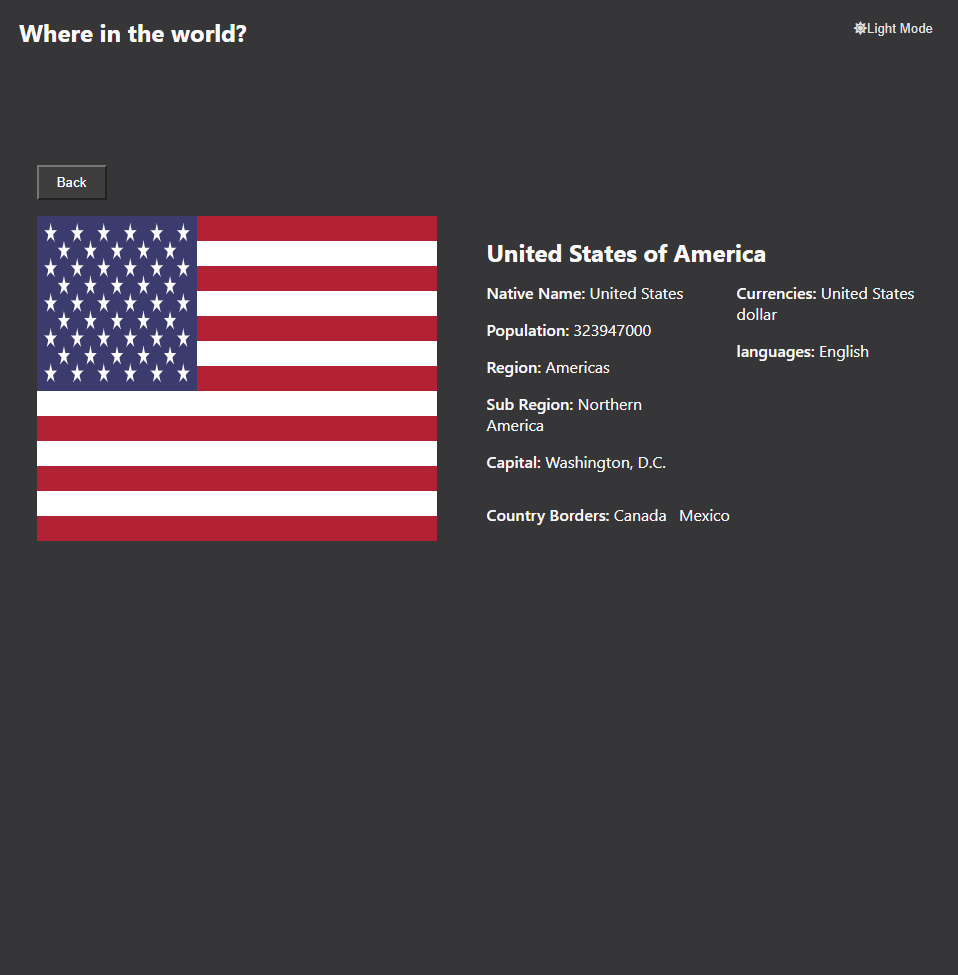 Where in the world?
Light Mode
Back
United States of America
Native Name: United States
Population: 323947000
Region: Americas
Sub Region: Northern
America
Capital: Washington, D.C.
Currencies: United States
dollar
languages: English
Country Borders: Canada Mexico